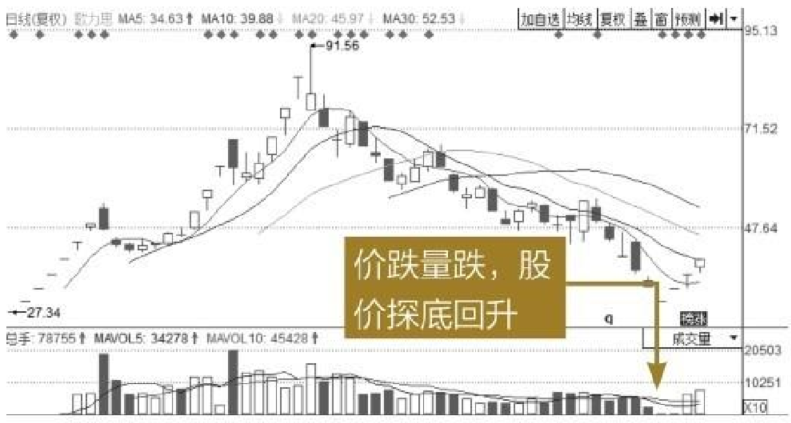 日线(复权) 歌力思 MA5: 34.63↑ MA10: 39.88↓ MA20: 45.97↓ MA30: 52.53↓ 加自选 均线 复权 叠 窗 预测
95.13
91.56
71.52
47.64
价跌量跌，股
价探底回升
27.34
q
总手: 78755↑ MAVOL5: 34278↑ MAVOL10: 45428↑ 成交量
20503
10251
X10